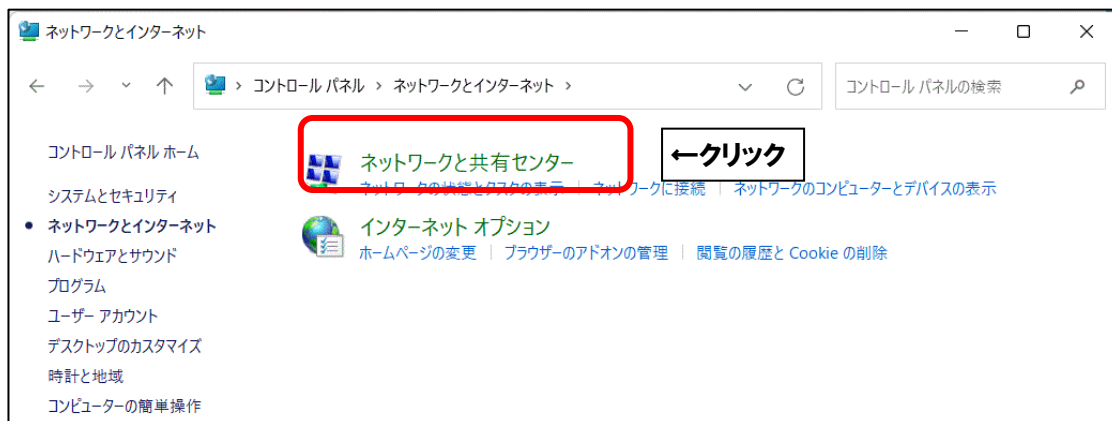 ネットワークとインターネット
コントロール パネル › ネットワークとインターネット ›
コントロール パネルの検索
コントロール パネル ホーム
システムとセキュリティ
ネットワークとインターネット
ハードウェアとサウンド
プログラム
ユーザー アカウント
デスクトップのカスタマイズ
時計と地域
コンピューターの簡単操作
ネットワークと共有センター
←クリック
ネットワークの状態とタスクの表示 | ネットワークに接続 | ネットワークのコンピューターとデバイスの表示
インターネット オプション
ホームページの変更 | ブラウザーのアドオンの管理 | 閲覧の履歴と Cookie の削除